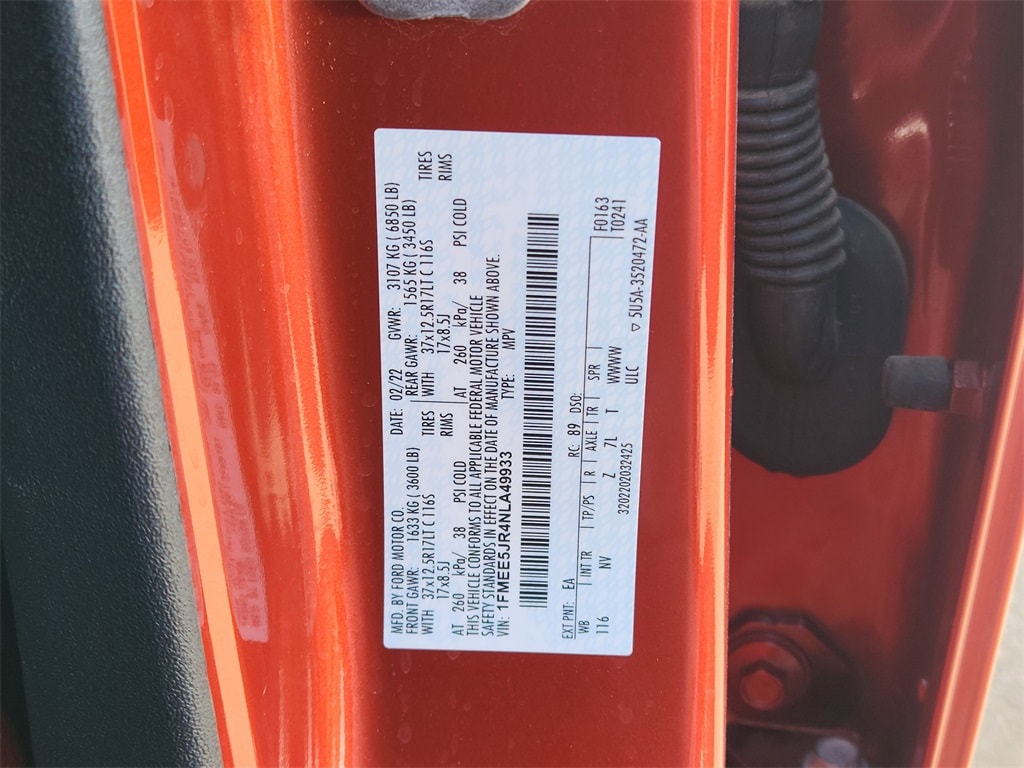 MFD. BY FORD MOTOR CO. DATE: 02/22 GVWR: 3107 KG ( 6850 LB)
FRONT GAWR: 1633 KG ( 3600 LB) REAR GAWR: 1565 KG ( 3450 LB)
WITH 37x12.5R17LT C 116S TIRES WITH 37x12.5R17LT C 116S TIRES
17x8.5J RIMS 17x8.5J RIMS
AT 260 kPa/ 38 PSI COLD AT 260 kPa/ 38 PSI COLD
THIS VEHICLE CONFORMS TO ALL APPLICABLE FEDERAL MOTOR VEHICLE
SAFETY STANDARDS IN EFFECT ON THE DATE OF MANUFACTURE SHOWN ABOVE.
VIN: 1FMEE5JR4NLA49933 TYPE: MPV
EXT PNT: EA RC: 89 DSO:
WB | INT TR | TP/PS | R | AXLE | TR | SPR | F0163
116 NV Z 7L T WWWW T0241
ULC
3202202032425 ▽ 5U5A-3520472-AA